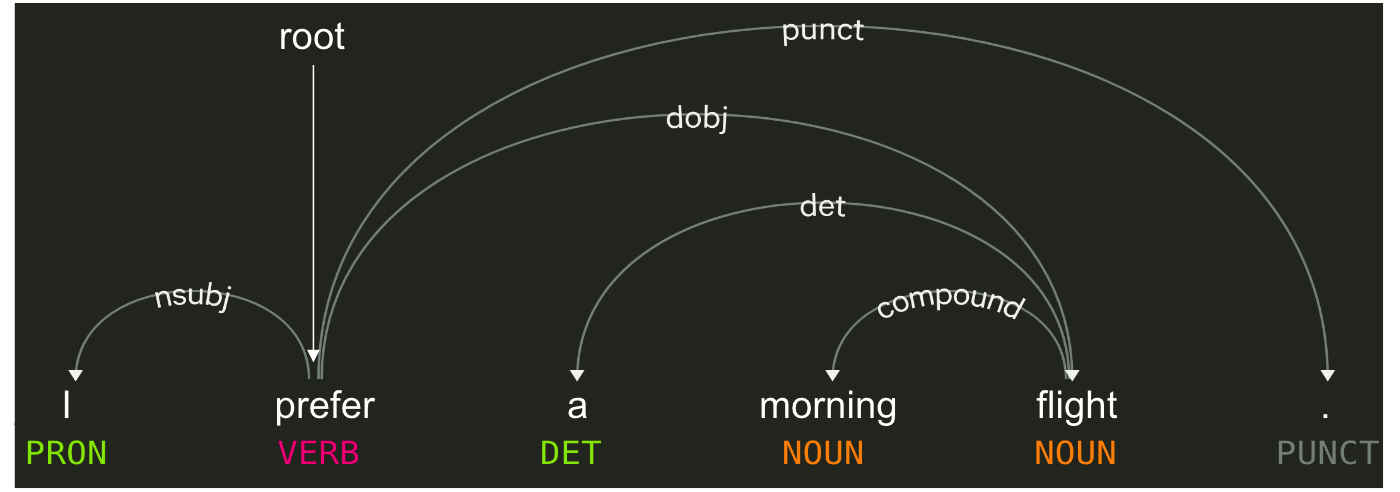 root
punct
dobj
det
nsubj
compound
I prefer a morning flight .
PRON VERB DET NOUN NOUN PUNCT